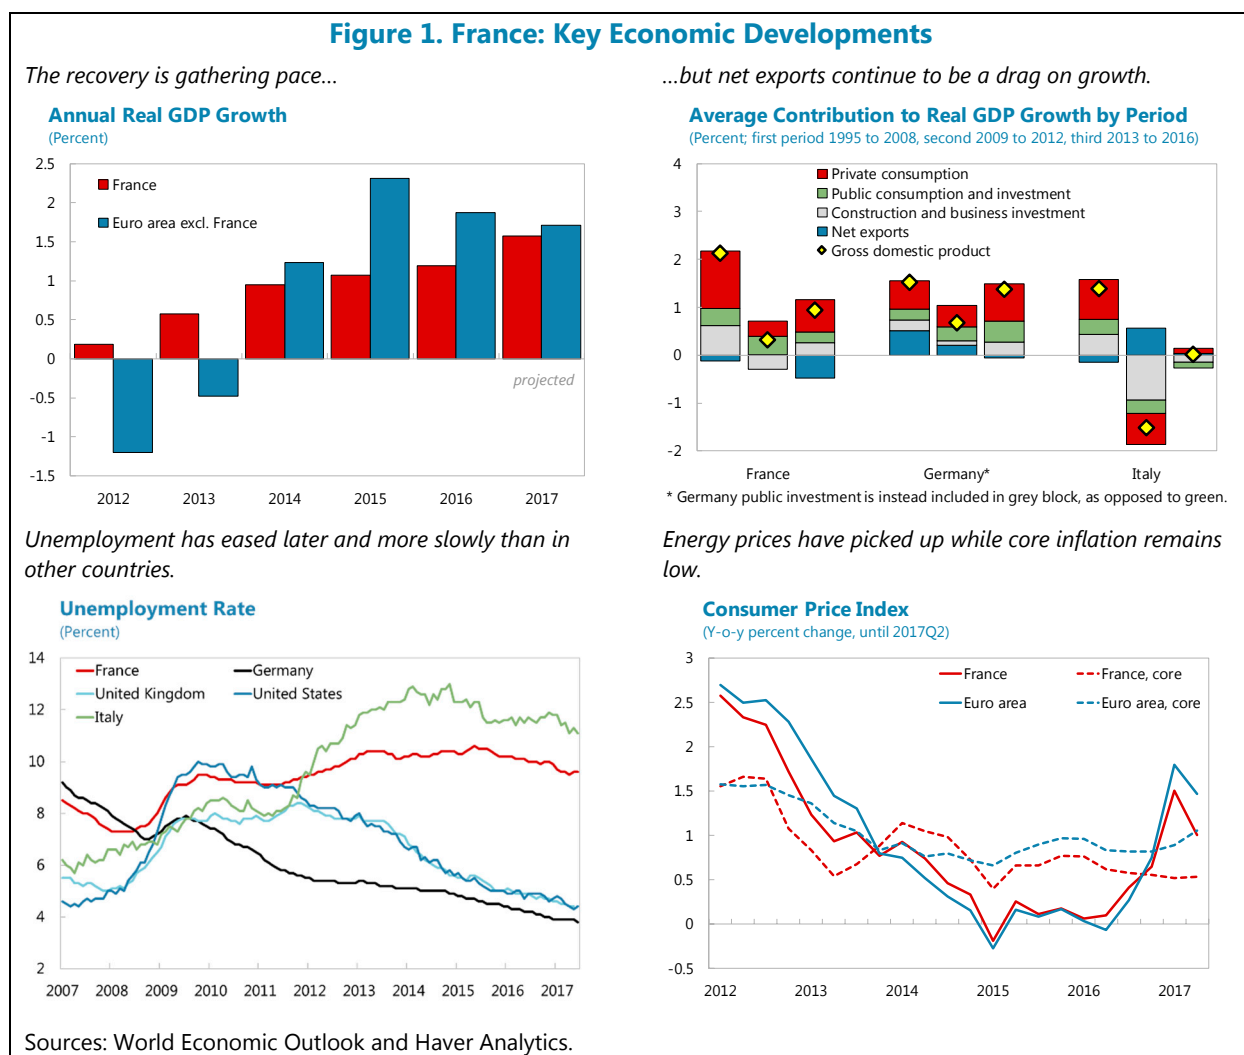 Figure 1. France: Key Economic Developments
The recovery is gathering pace...
Annual Real GDP Growth
(Percent)
2.5
2
1.5
1
0.5
0
-0.5
-1
-1.5
France
Euro area excl. France
projected
2012 2013 2014 2015 2016 2017
...but net exports continue to be a drag on growth.
Average Contribution to Real GDP Growth by Period
(Percent; first period 1995 to 2008, second 2009 to 2012, third 2013 to 2016)
4
3
2
1
0
-1
-2
Private consumption
Public consumption and investment
Construction and business investment
Net exports
Gross domestic product
France Germany* Italy
* Germany public investment is instead included in grey block, as opposed to green.
Unemployment has eased later and more slowly than in
other countries.
Unemployment Rate
(Percent)
14
12
10
8
6
4
2
France Germany
United Kingdom United States
Italy
2007 2008 2009 2010 2011 2012 2013 2014 2015 2016 2017
Energy prices have picked up while core inflation remains
low.
Consumer Price Index
(Y-o-y percent change, until 2017Q2)
3
2.5
2
1.5
1
0.5
0
-0.5
France France, core
Euro area Euro area, core
2012 2013 2014 2015 2016 2017
Sources: World Economic Outlook and Haver Analytics.